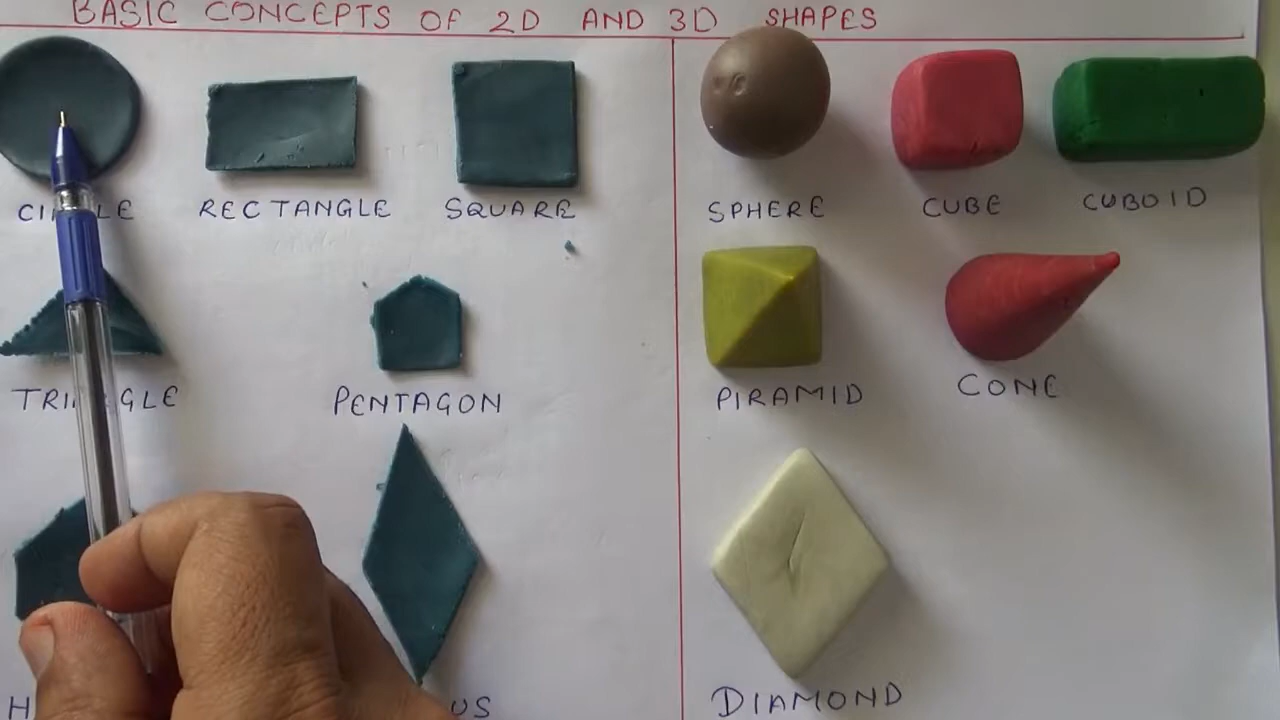 BASIC CONCEPTS OF 2D AND 3D SHAPES
RECTANGLE SQUARE
SPHERE CUBE CUBOID
PENTAGON
PIRAMID CONE
DIAMOND